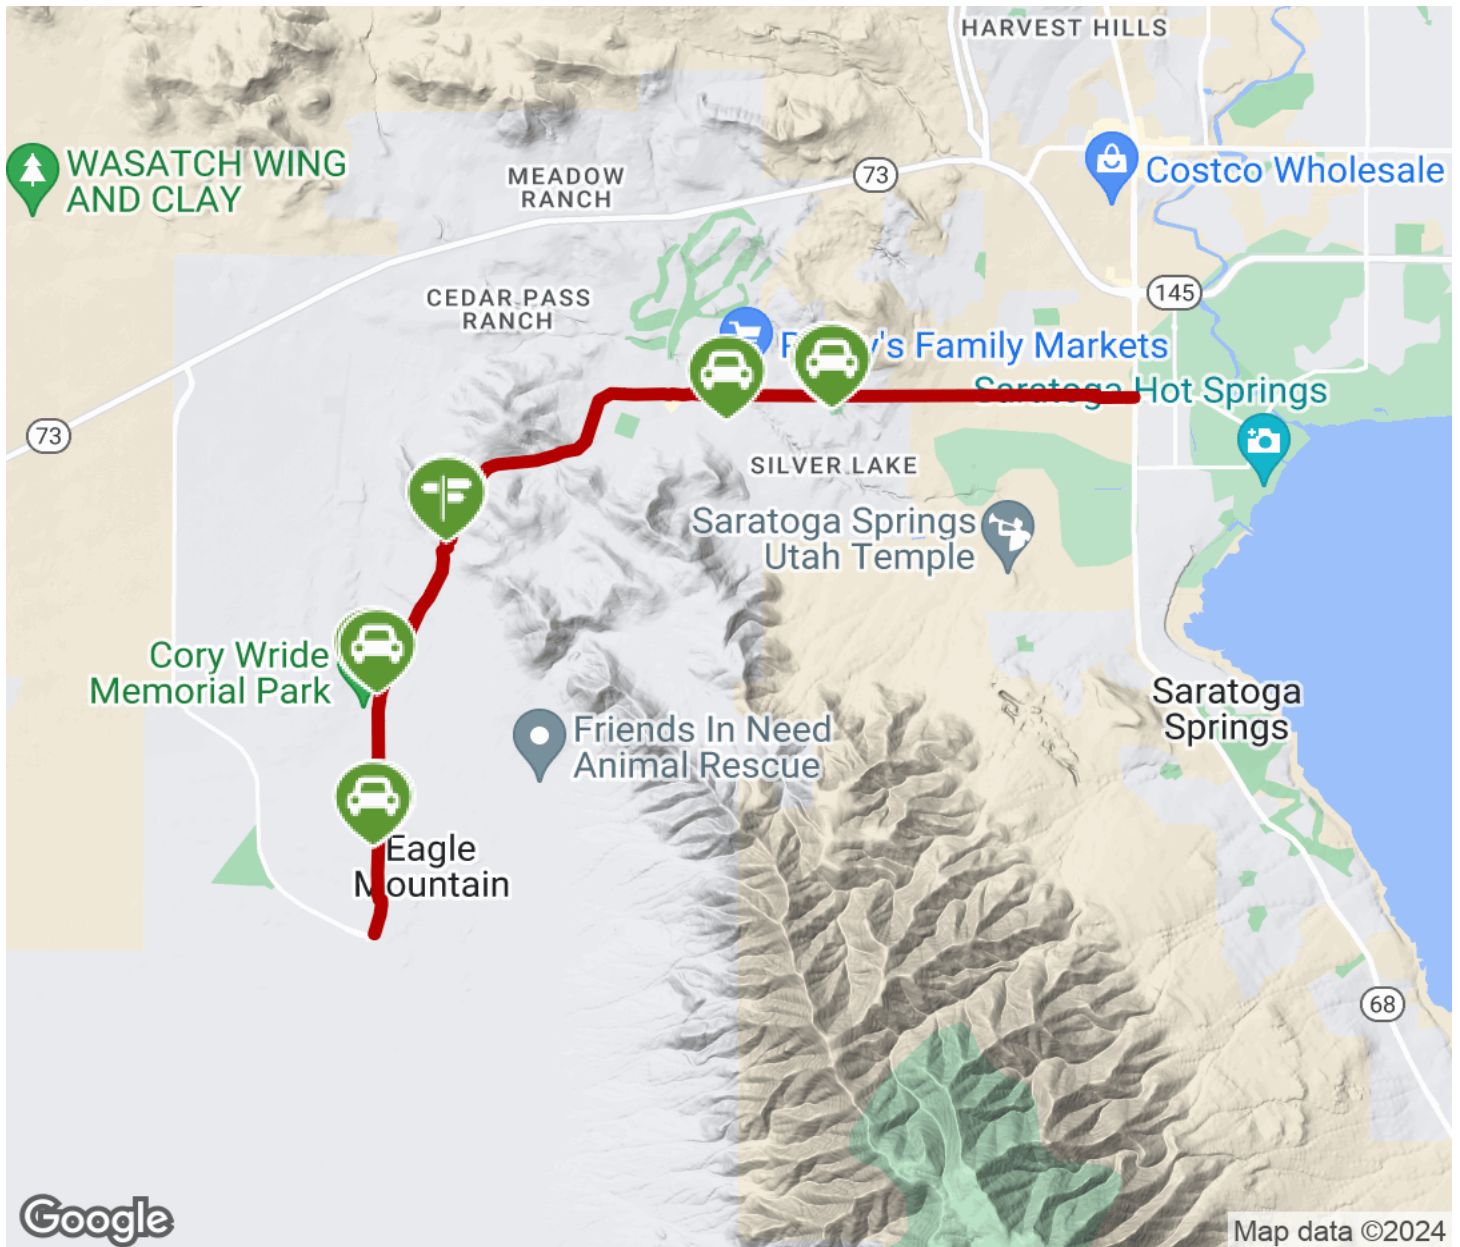 HARVEST HILLS
WASATCH WING
AND CLAY
Costco Wholesale
MEADOW
RANCH
73
CEDAR PASS
RANCH
145
Family Markets
Saratoga Hot Springs
73
SILVER LAKE
Saratoga Springs
Utah Temple
Cory Wride
Memorial Park
Saratoga
Springs
Friends In Need
Animal Rescue
Eagle
Mountain
68
Google
Map data ©2024